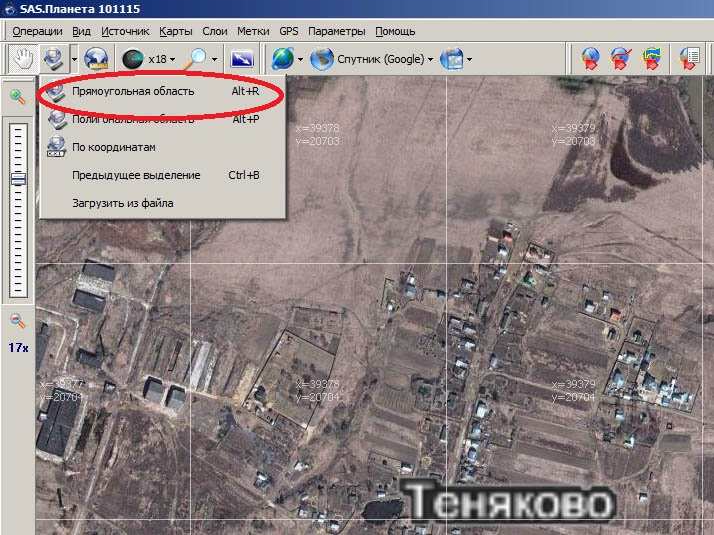 SAS.Планета 101115
Операции Вид Источник Карты Слои Метки GPS Параметры Помощь
x18 Спутник (Google)
Прямоугольная область Alt+R
Полигональная область Alt+P
По координатам
Предыдущее выделение Ctrl+B
Загрузить из файла
x=39378 x=39379
y=20703 y=20703
17x
x=39377 x=39378 x=39379
y=20704 y=20704 y=20704
Теняково